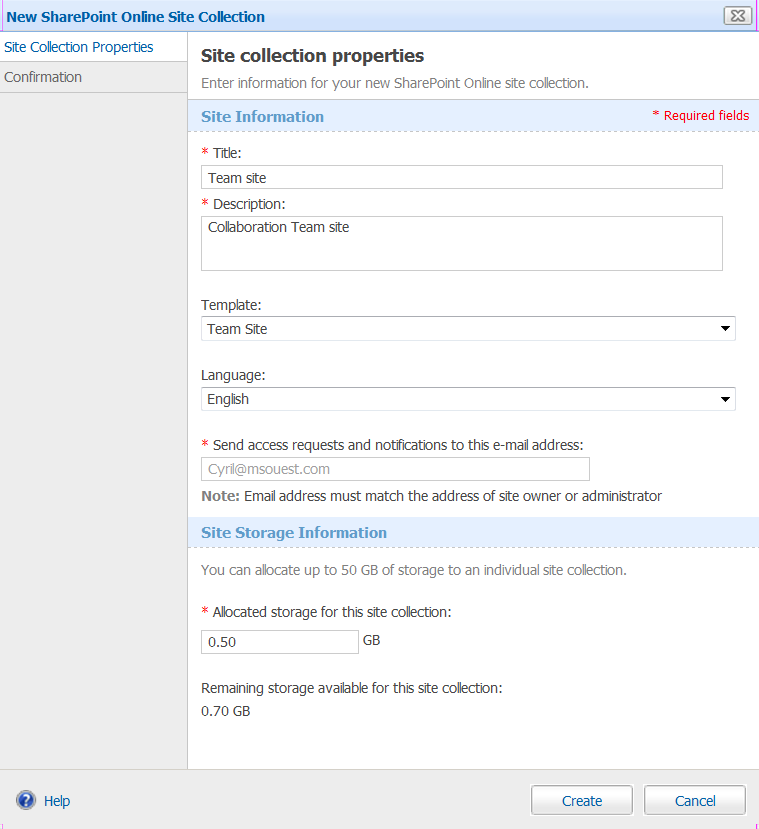 New SharePoint Online Site Collection
Site Collection Properties
Confirmation
Site collection properties
Enter information for your new SharePoint Online site collection.
Site Information
* Required fields
* Title:
Team site
* Description:
Collaboration Team site
Template:
Team Site
Language:
English
* Send access requests and notifications to this e-mail address:
Cyril@msouest.com
Note: Email address must match the address of site owner or administrator
Site Storage Information
You can allocate up to 50 GB of storage to an individual site collection.
* Allocated storage for this site collection:
0.50 GB
Remaining storage available for this site collection:
0.70 GB
? Help
Create
Cancel